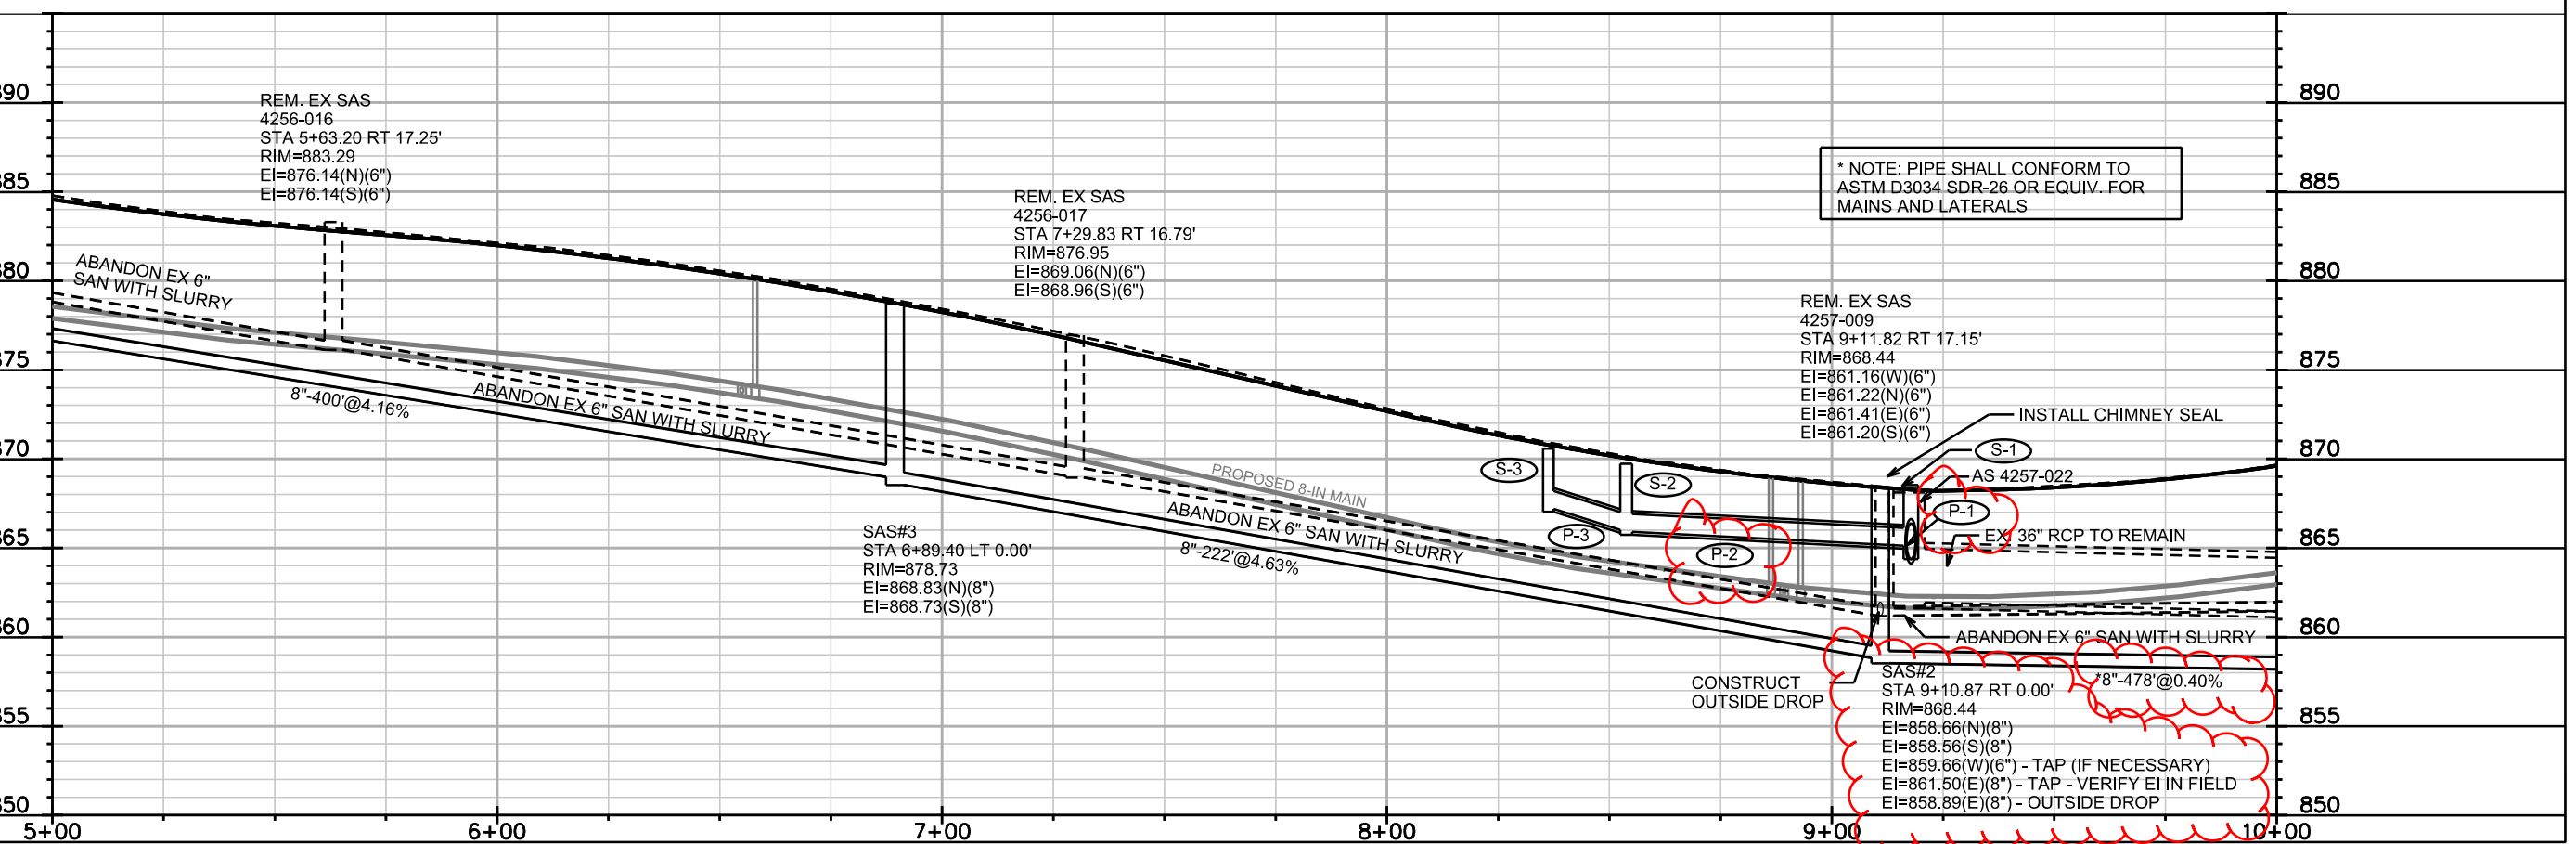 REM. EX SAS
4256-016
STA 5+63.20 RT 17.25'
RIM=883.29
EI=876.14(N)(6")
EI=876.14(S)(6")
REM. EX SAS
4256-017
STA 7+29.83 RT 16.79'
RIM=876.95
EI=869.06(N)(6")
EI=868.96(S)(6")
* NOTE: PIPE SHALL CONFORM TO
ASTM D3034 SDR-26 OR EQUIV. FOR
MAINS AND LATERALS
REM. EX SAS
4257-009
STA 9+11.82 RT 17.15'
RIM=868.44
EI=861.16(W)(6")
EI=861.22(N)(6")
EI=861.41(E)(6")
EI=861.20(S)(6")
ABANDON EX 6"
SAN WITH SLURRY
8"-400'@4.16%
ABANDON EX 6" SAN WITH SLURRY
SAS#3
STA 6+89.40 LT 0.00'
RIM=878.73
EI=868.83(N)(8")
EI=868.73(S)(8")
PROPOSED 8-IN MAIN
ABANDON EX 6" SAN WITH SLURRY
8"-222'@4.63%
S-3
S-2
P-3
P-2
INSTALL CHIMNEY SEAL
S-1
AS 4257-022
P-1
EX 36" RCP TO REMAIN
ABANDON EX 6" SAN WITH SLURRY
CONSTRUCT
OUTSIDE DROP
*8"-478'@0.40%
SAS#2
STA 9+10.87 RT 0.00'
RIM=868.44
EI=858.66(N)(8")
EI=858.56(S)(8")
EI=859.66(W)(6") - TAP (IF NECESSARY)
EI=861.50(E)(8") - TAP - VERIFY EI IN FIELD
EI=858.89(E)(8") - OUTSIDE DROP
90
85
80
75
70
65
60
55
50
890
885
880
875
870
865
860
855
850
5+00
6+00
7+00
8+00
9+00
10+00